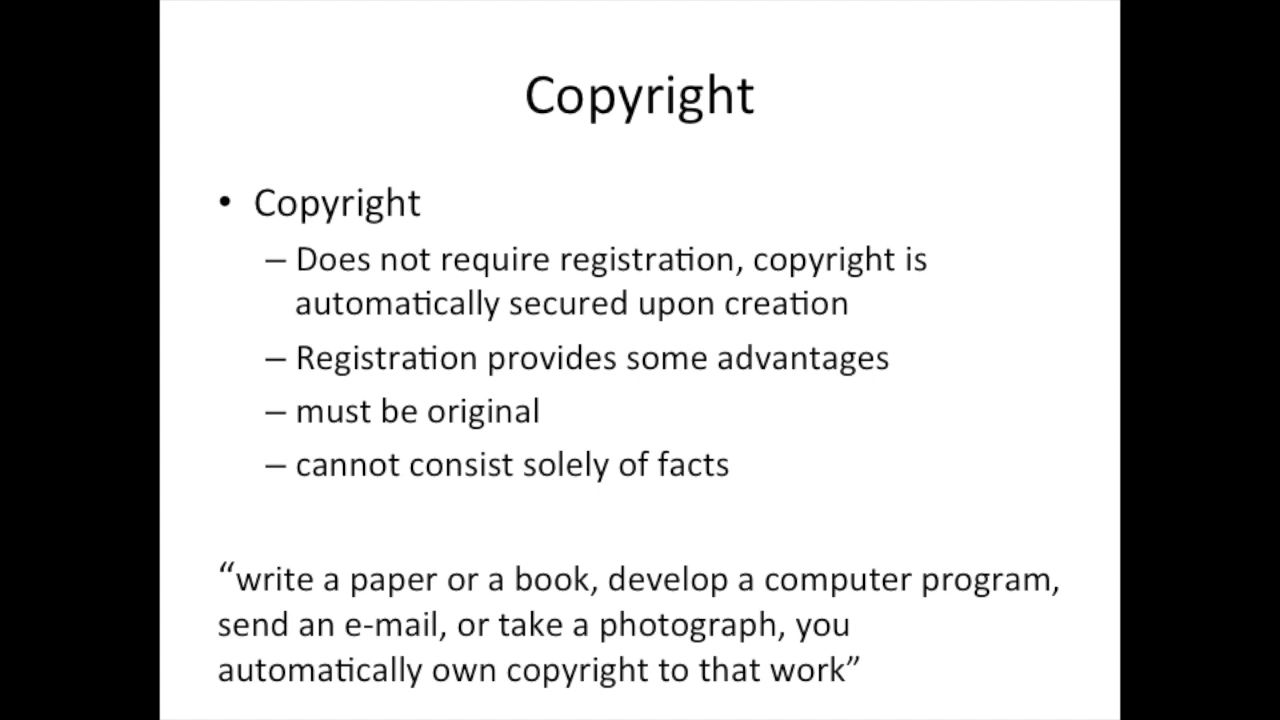 Copyright
• Copyright
– Does not require registration, copyright is
automatically secured upon creation
– Registration provides some advantages
– must be original
– cannot consist solely of facts
“write a paper or a book, develop a computer program,
send an e-mail, or take a photograph, you
automatically own copyright to that work”